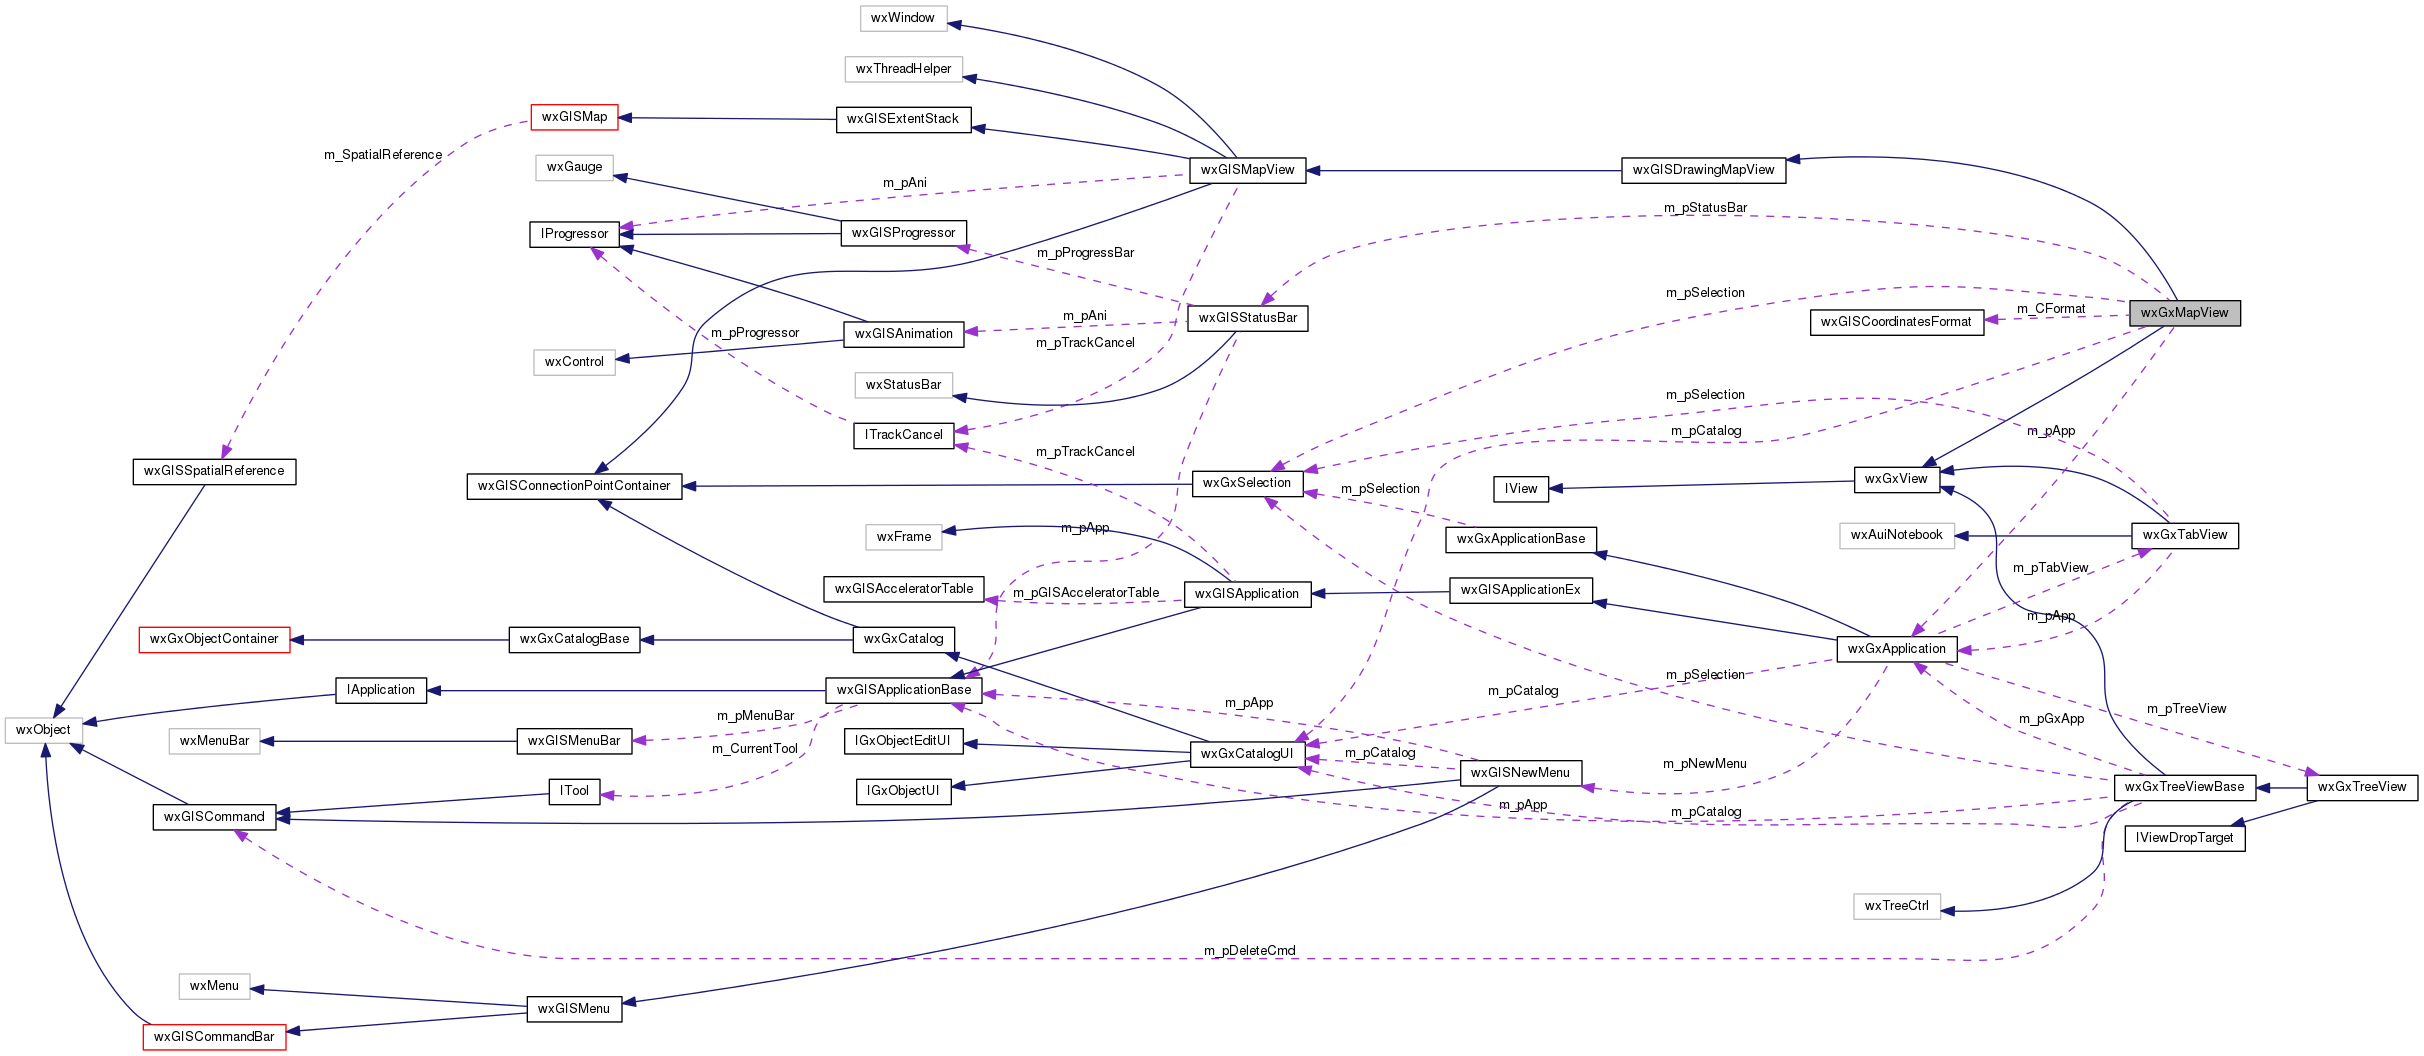 wxWindow
wxThreadHelper
wxGISMap
wxGISExtentStack
m_SpatialReference
wxGauge
wxGISMapView
wxGISDrawingMapView
m_pAni
m_pStatusBar
IProgressor
wxGISProgressor
m_pProgressBar
m_pSelection
m_CFormat
wxGxMapView
wxGISStatusBar
m_pAni
wxGISCoordinatesFormat
m_pProgressor
wxGISAnimation
m_pTrackCancel
wxControl
wxStatusBar
m_pSelection
ITrackCancel
m_pCatalog
m_pApp
m_pTrackCancel
wxGISSpatialReference
wxGISConnectionPointContainer
wxGxSelection
m_pSelection
IView
wxGxView
m_pApp
wxFrame
wxGxApplicationBase
wxAuiNotebook
wxGxTabView
m_pTabView
wxGISAcceleratorTable
m_pGISAcceleratorTable
wxGISApplication
wxGISApplicationEx
m_pApp
wxGxObjectContainer
wxGxCatalogBase
wxGxCatalog
wxGxApplication
m_pSelection
IApplication
wxGISApplicationBase
m_pApp
m_pCatalog
m_pTreeView
m_pGxApp
wxObject
wxMenuBar
wxGISMenuBar
m_pMenuBar
m_CurrentTool
IGxObjectEditUI
wxGxCatalogUI
m_pCatalog
m_pNewMenu
wxGISNewMenu
ITool
IGxObjectUI
wxGxTreeViewBase
wxGxTreeView
m_pApp
m_pCatalog
wxGISCommand
IViewDropTarget
wxTreeCtrl
m_pDeleteCmd
wxMenu
wxGISMenu
wxGISCommandBar